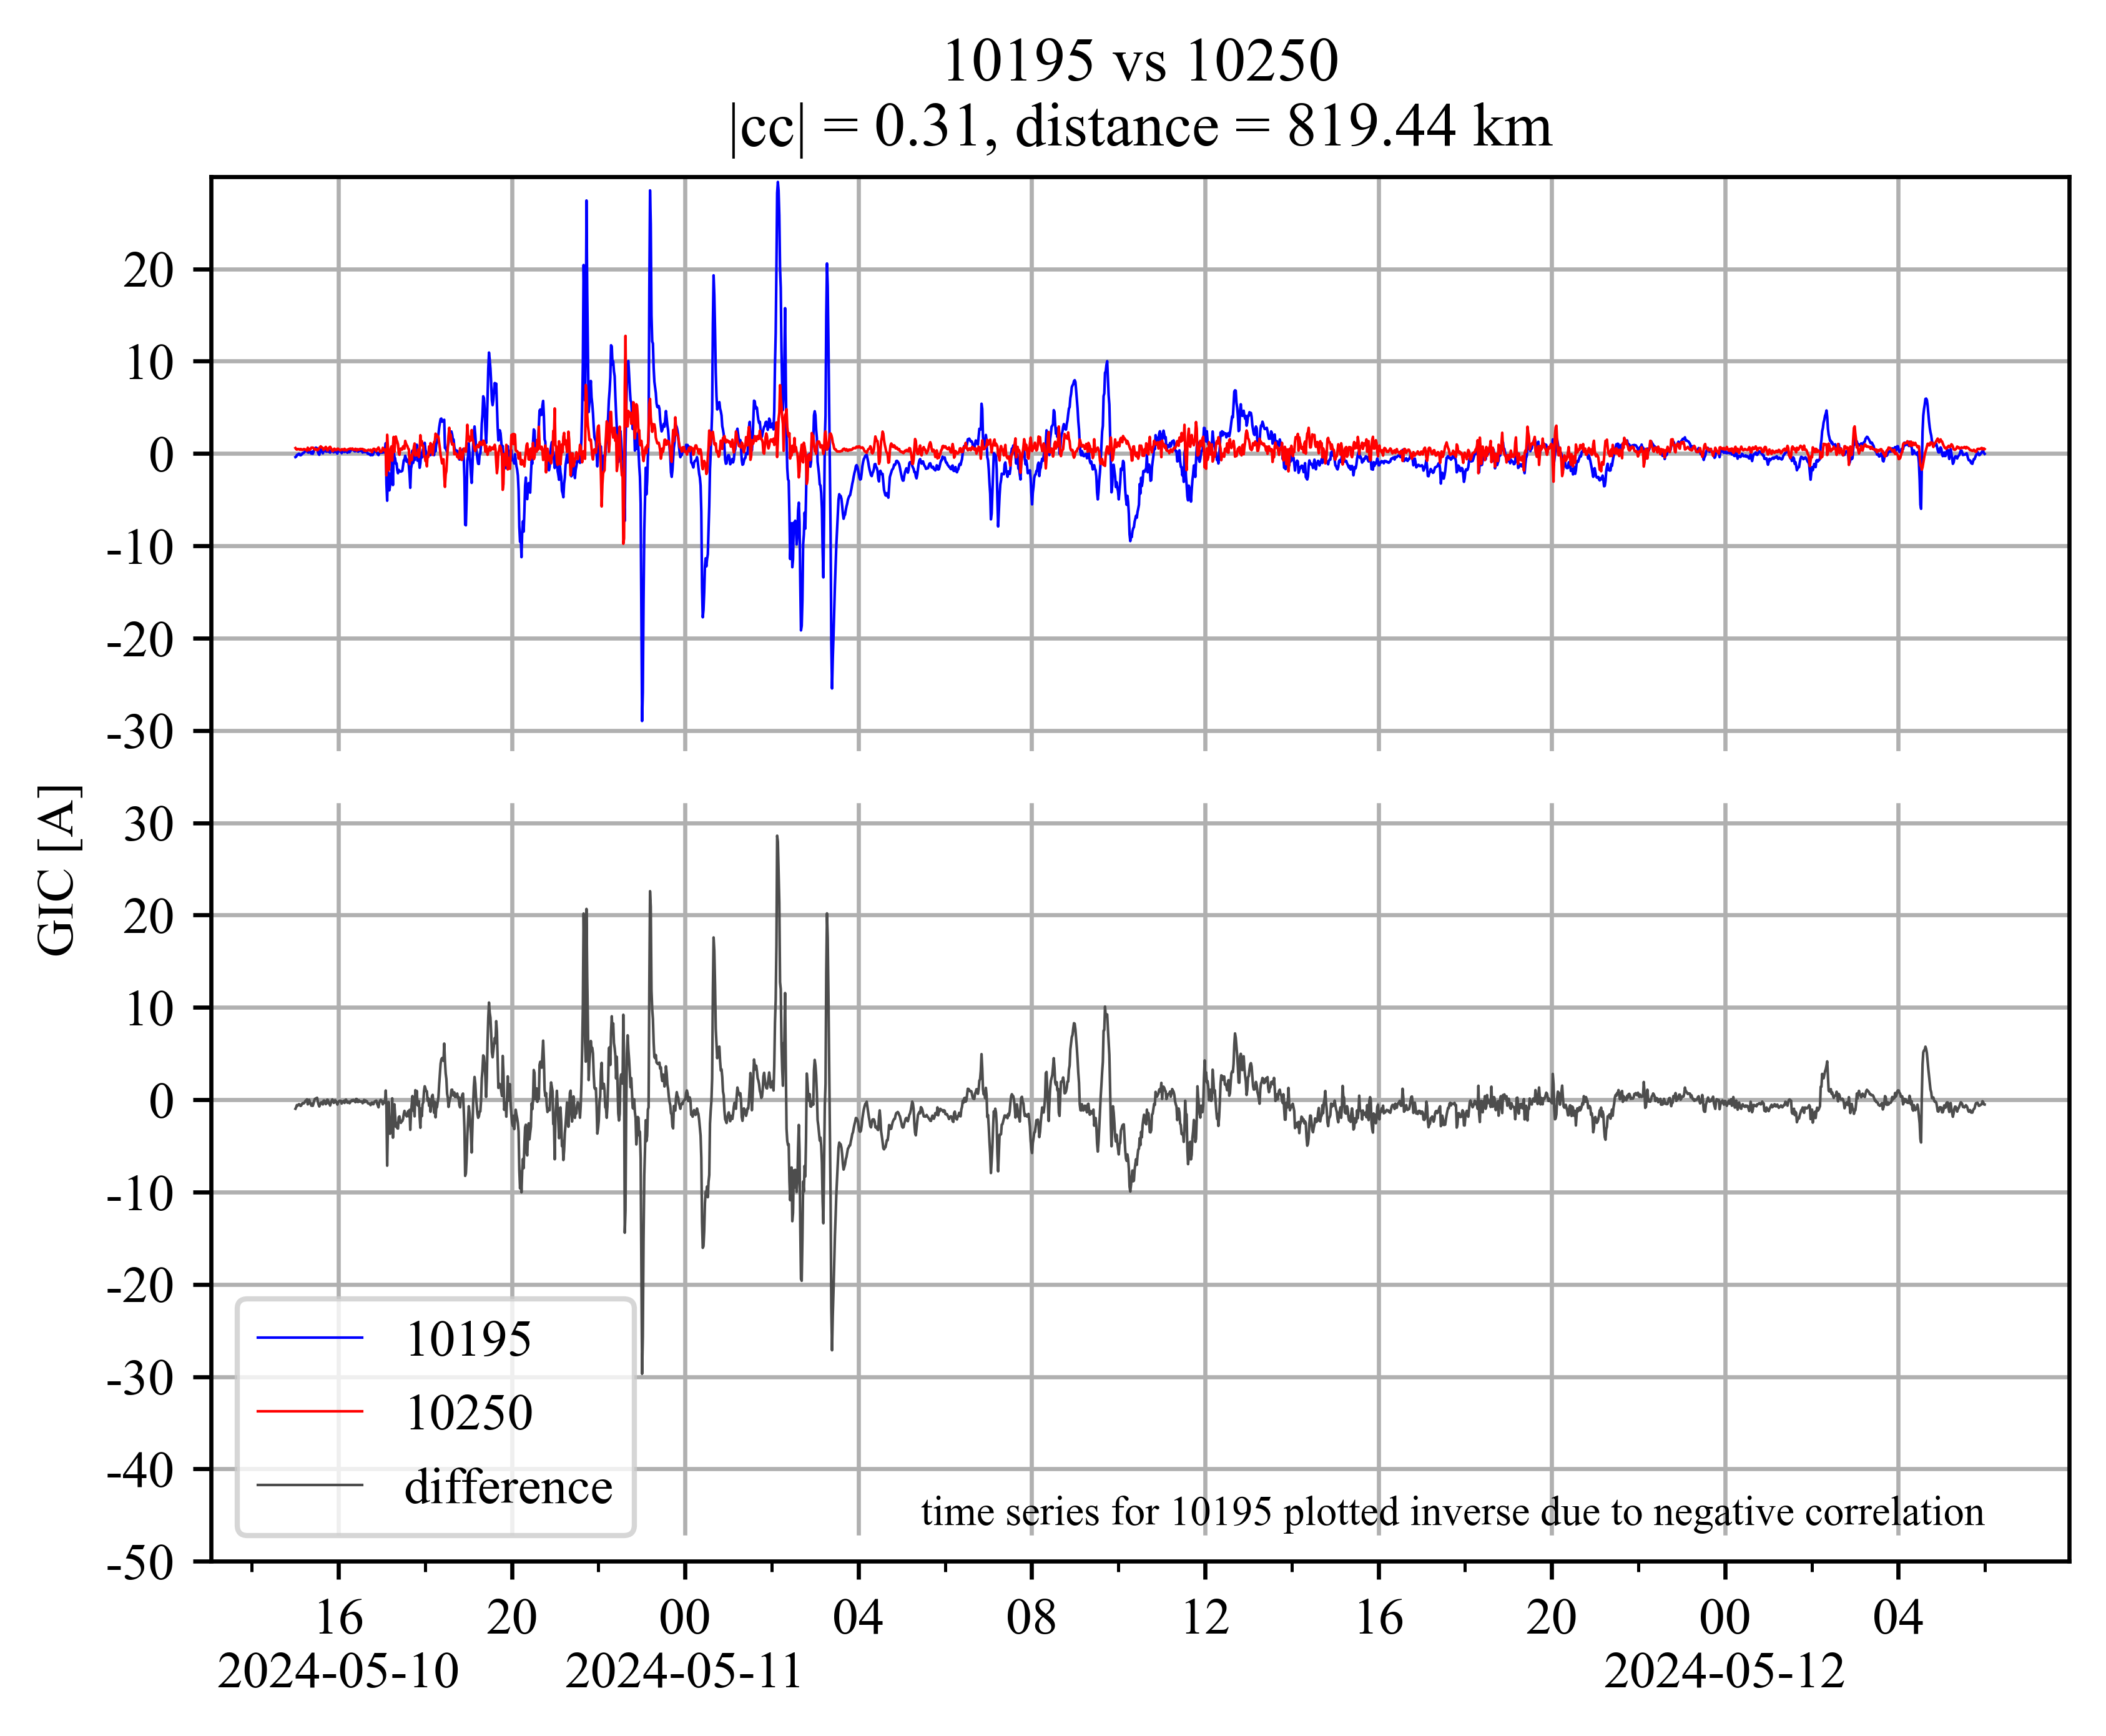 10195 vs 10250
|cc| = 0.31, distance = 819.44 km
GIC [A]
20
10
0
-10
-20
-30
30
20
10
0
-10
-20
-30
-40
-50
10195
10250
difference
time series for 10195 plotted inverse due to negative correlation
16 20 00 04 08 12 16 20 00 04
2024-05-10 2024-05-11 2024-05-12